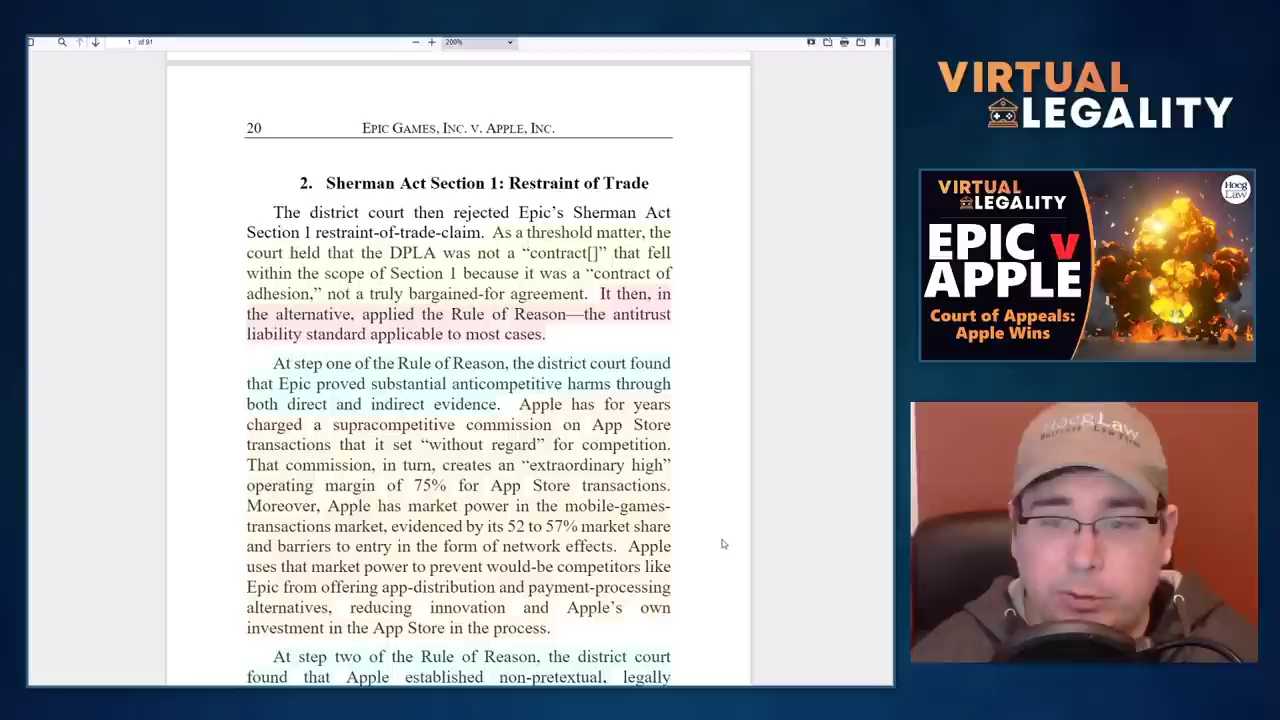 1 of 91
200%
20 EPIC GAMES, INC. V. APPLE, INC.
2. Sherman Act Section 1: Restraint of Trade
The district court then rejected Epic's Sherman Act
Section 1 restraint-of-trade-claim. As a threshold matter, the
court held that the DPLA was not a “contract[]” that fell
within the scope of Section 1 because it was a “contract of
adhesion,” not a truly bargained-for agreement. It then, in
the alternative, applied the Rule of Reason—the antitrust
liability standard applicable to most cases.
At step one of the Rule of Reason, the district court found
that Epic proved substantial anticompetitive harms through
both direct and indirect evidence. Apple has for years
charged a supracompetitive commission on App Store
transactions that it set “without regard” for competition.
That commission, in turn, creates an “extraordinary high”
operating margin of 75% for App Store transactions.
Moreover, Apple has market power in the mobile-games-
transactions market, evidenced by its 52 to 57% market share
and barriers to entry in the form of network effects. Apple
uses that market power to prevent would-be competitors like
Epic from offering app-distribution and payment-processing
alternatives, reducing innovation and Apple's own
investment in the App Store in the process.
At step two of the Rule of Reason, the district court
found that Apple established non-pretextual, legally
VIRTUAL
LEGALITY
VIRTUAL
LEGALITY
Hoeg
Law
EPIC v
APPLE
Court of Appeals:
Apple Wins
HOEGLAW
Business Law Firm